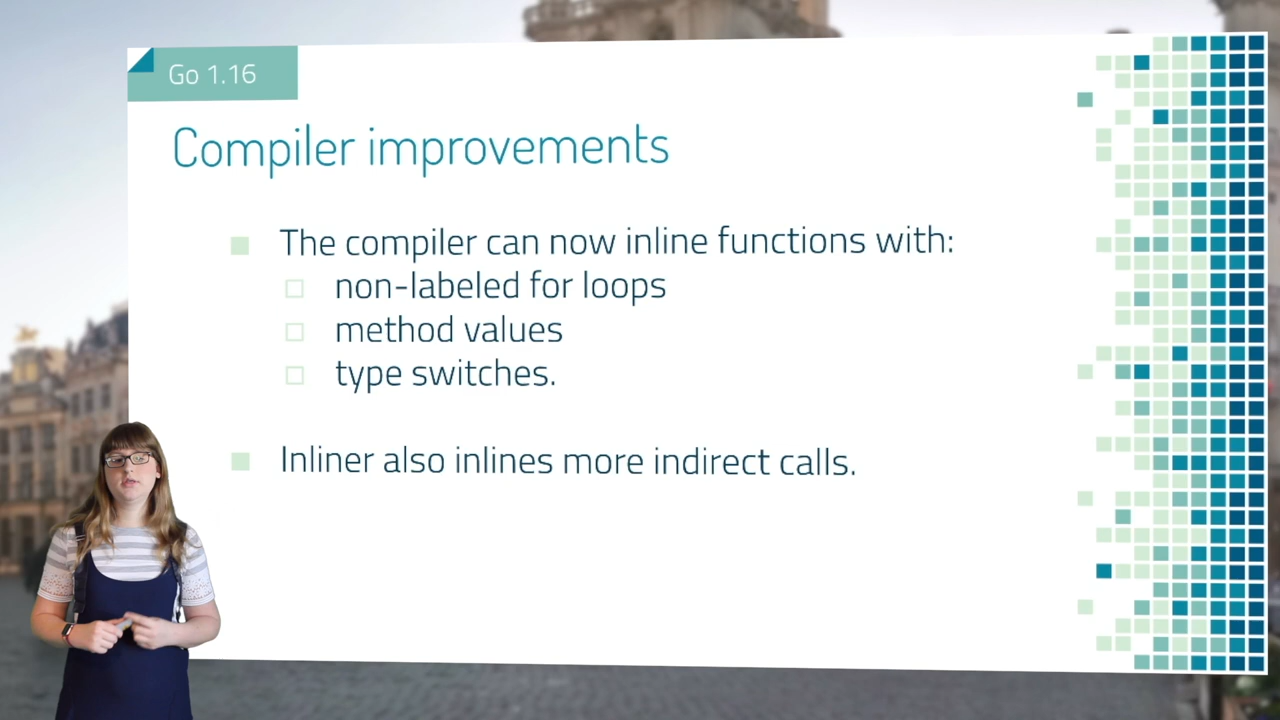 Go 1.16
Compiler improvements
The compiler can now inline functions with:
non-labeled for loops
method values
type switches.
Inliner also inlines more indirect calls.